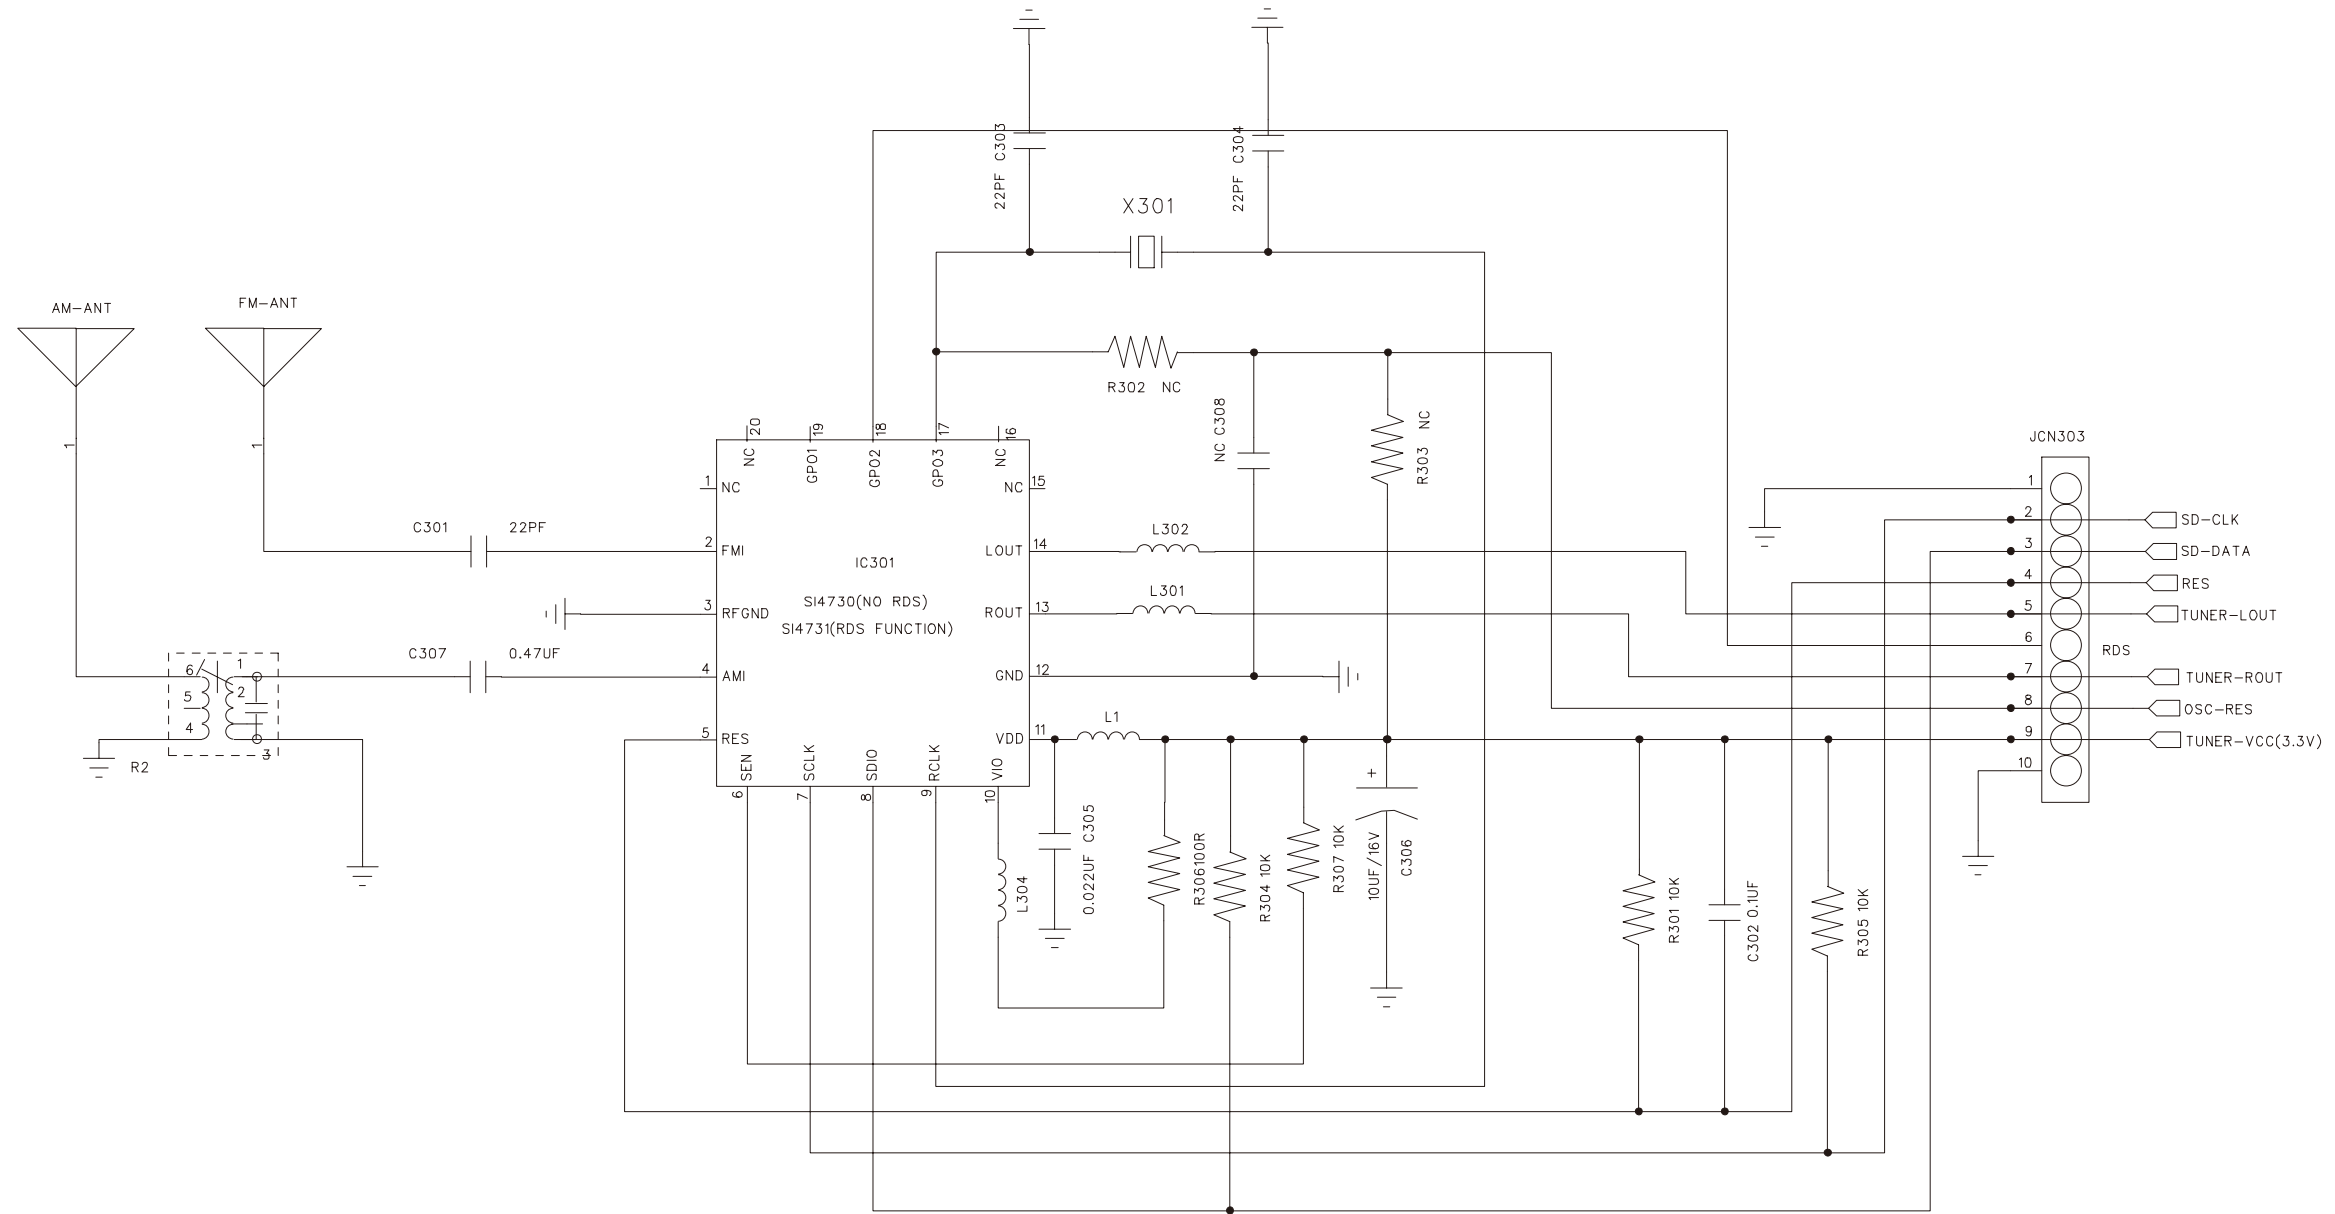 22PF C303
22PF C304
X301
AM-ANT
FM-ANT
1
1
R302 NC
NC C308
R303 NC
20
19
18
17
16
NC
GPO1
GPO2
GPO3
NC
1 NC
NC 15
JCN303
C301 22PF
2 FMI
LOUT 14
L302
IC301
SI4730(NO RDS)
SI4731(RDS FUNCTION)
3 RFGND
ROUT 13
L301
C307 0.47UF
4 AMI
GND 12
5 RES
VDD 11
L1
SEN
SCLK
SDIO
RCLK
VIO
6
7
8
9
10
6
5
4
1
2
3
R2
L304
0.022UF C305
R306100R
R304 10K
R307 10K
+
10UF/16V
C306
R301 10K
C302 0.1UF
R305 10K
1
2 SD-CLK
3 SD-DATA
4 RES
5 TUNER-LOUT
6 RDS
7 TUNER-ROUT
8 OSC-RES
9 TUNER-VCC(3.3V)
10